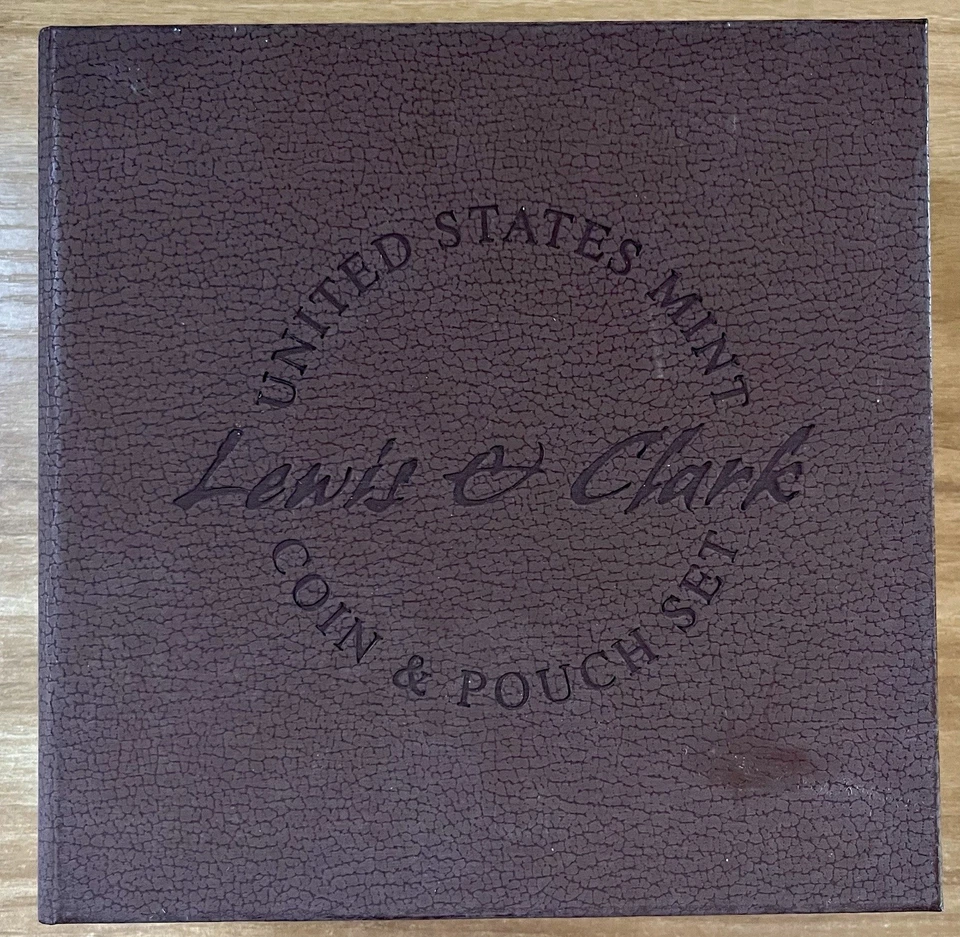 UNITED STATES MINT
Lewis & Clark
COIN & POUCH SET